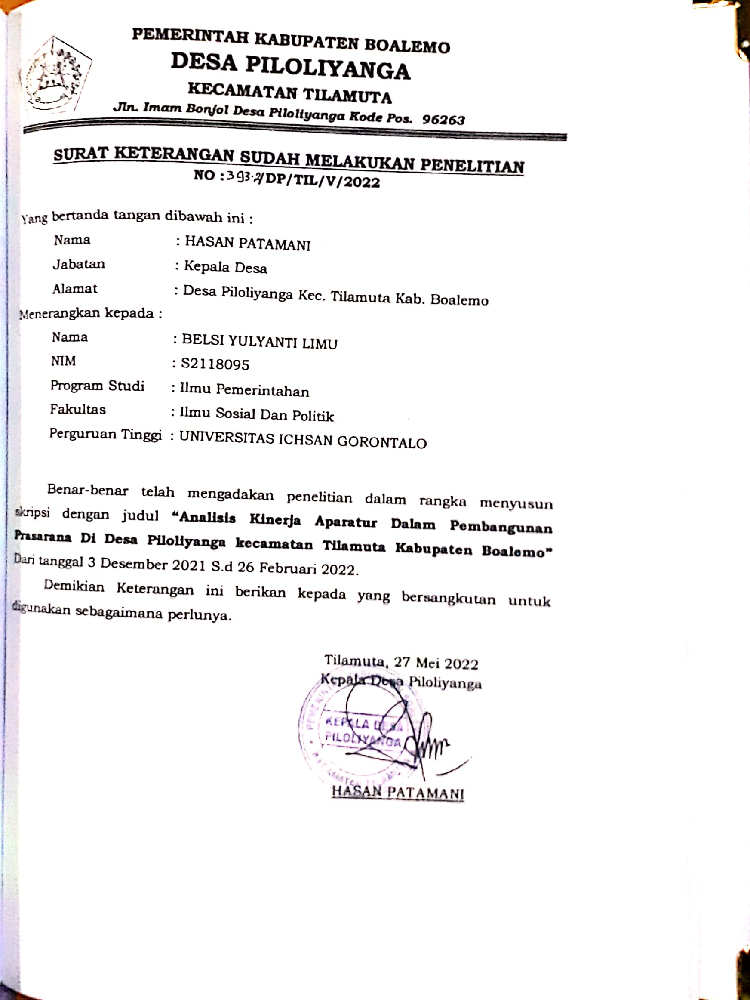 PEMERINTAH KABUPATEN BOALEMO
DESA PILOLIYANGA
KECAMATAN TILAMUTA
Jln. Imam Bonjol Desa Piloliyanga Kode Pos. 96263
SURAT KETERANGAN SUDAH MELAKUKAN PENELITIAN
NO : /DP/TIL/V/2022
Yang bertanda tangan dibawah ini :
Nama : HASAN PATAMANI
Jabatan : Kepala Desa
Alamat : Desa Piloliyanga Kec. Tilamuta Kab. Boalemo
Menerangkan kepada :
Nama : BELSI YULYANTI LIMU
NIM : S2118095
Program Studi : Ilmu Pemerintahan
Fakultas : Ilmu Sosial Dan Politik
Perguruan Tinggi : UNIVERSITAS ICHSAN GORONTALO
Benar-benar telah mengadakan penelitian dalam rangka menyusun
skripsi dengan judul “Analisis Kinerja Aparatur Dalam Pembangunan
Prasarana Di Desa Piloliyanga kecamatan Tilamuta Kabupaten Boalemo”
Dari tanggal 3 Desember 2021 S.d 26 Februari 2022.
Demikian Keterangan ini berikan kepada yang bersangkutan untuk
digunakan sebagaimana perlunya.
Tilamuta, 27 Mei 2022
Kepala Desa Piloliyanga
KEPALA DESA
PILOLIYANGA
KECAMATAN TILAMUTA
HASAN PATAMANI